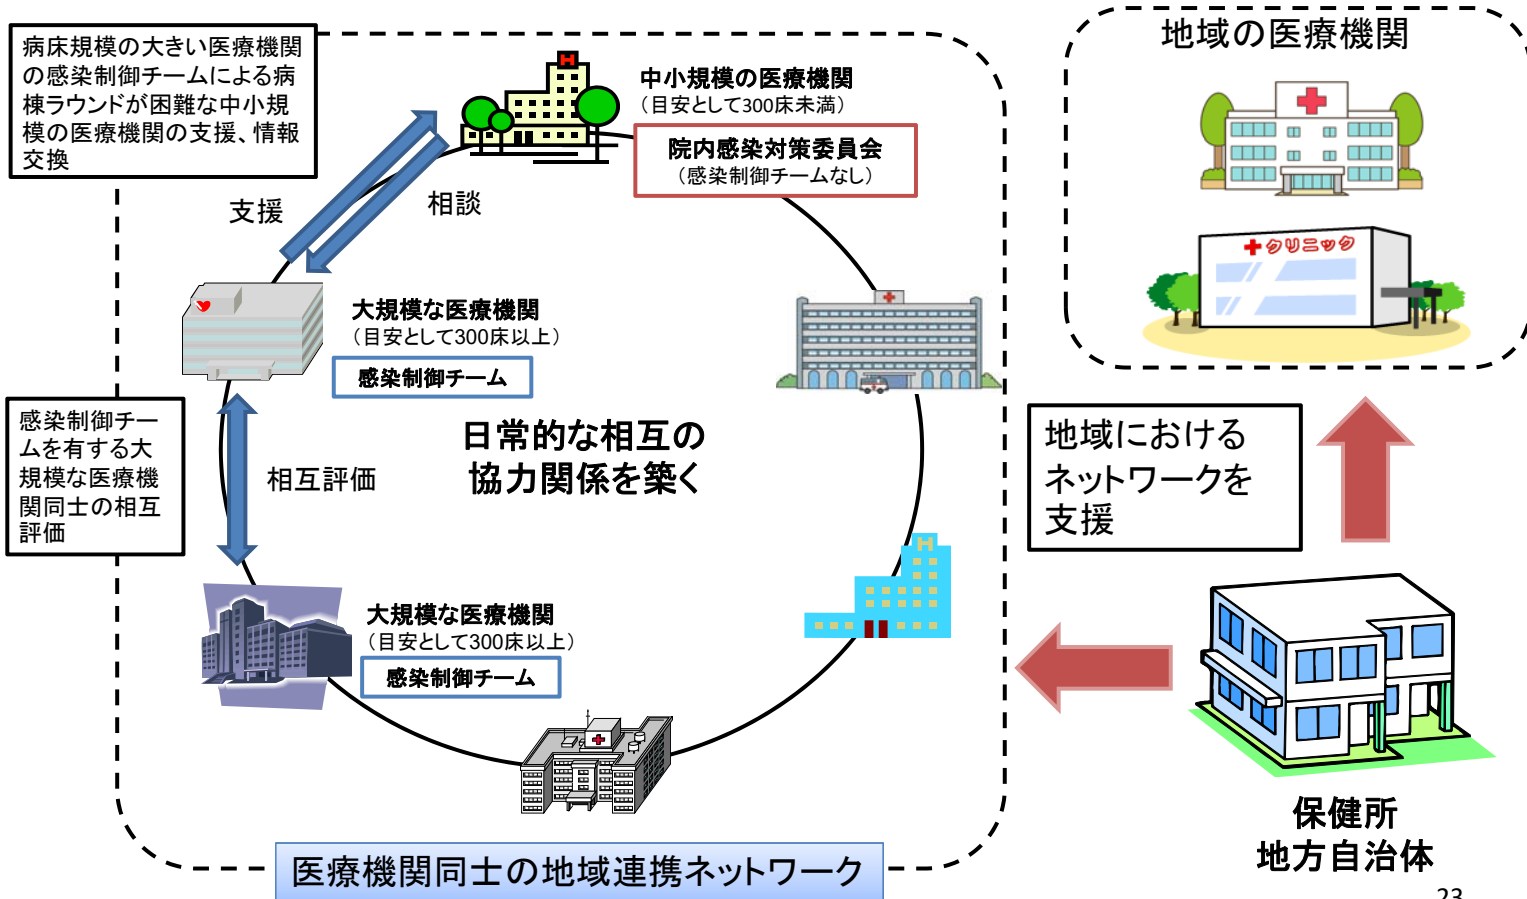 病床規模の大きい医療機関
の感染制御チームによる病
棟ラウンドが困難な中小規
模の医療機関の支援、情報
交換
H
中小規模の医療機関
（目安として300床未満）
院内感染対策委員会
（感染制御チームなし）
支援
相談
大規模な医療機関
（目安として300床以上）
感染制御チーム
感染制御チー
ムを有する大
規模な医療機
関同士の相互
評価
相互評価
日常的な相互の
協力関係を築く
大規模な医療機関
（目安として300床以上）
感染制御チーム
H
医療機関同士の地域連携ネットワーク
地域の医療機関
クリニック
地域における
ネットワークを
支援
保健所
地方自治体
23